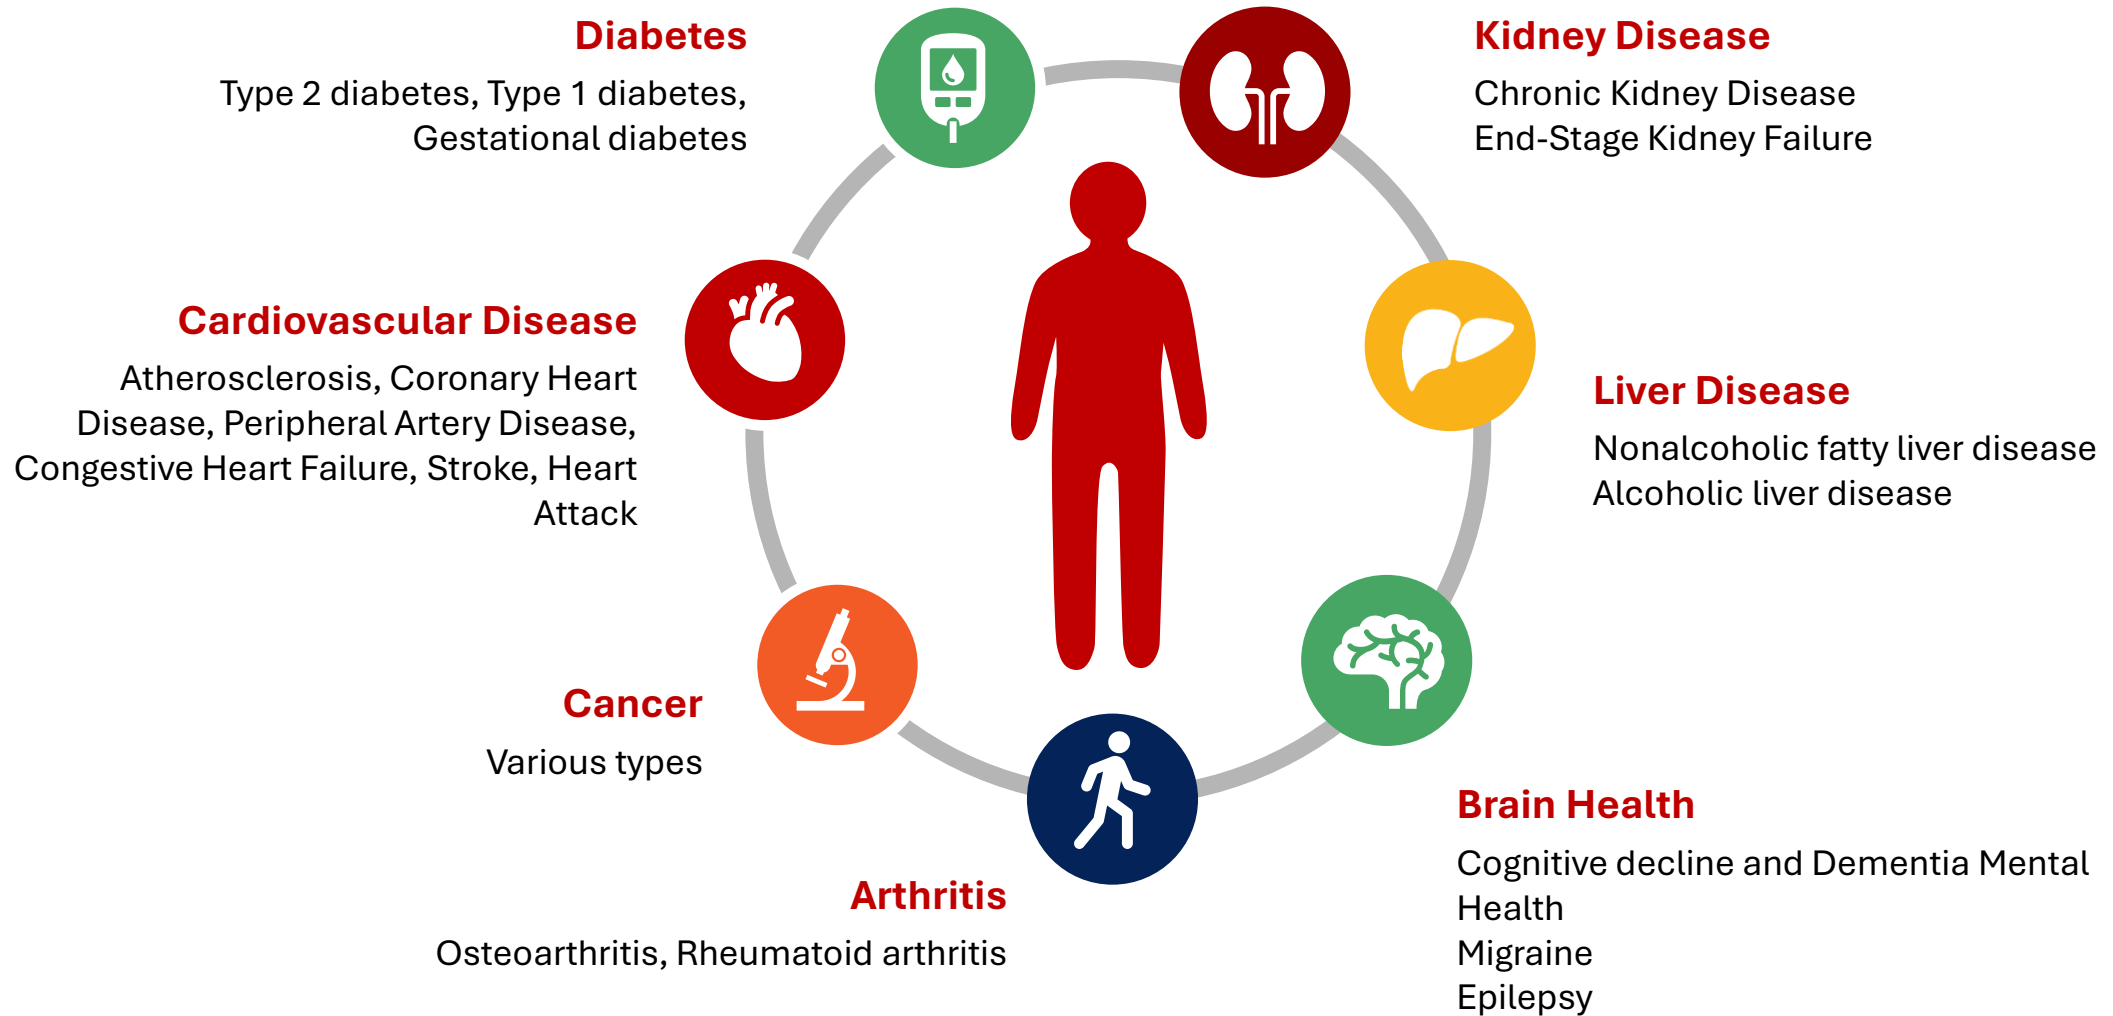 Diabetes
Type 2 diabetes, Type 1 diabetes,
Gestational diabetes
Kidney Disease
Chronic Kidney Disease
End-Stage Kidney Failure
Cardiovascular Disease
Atherosclerosis, Coronary Heart
Disease, Peripheral Artery Disease,
Congestive Heart Failure, Stroke, Heart
Attack
Liver Disease
Nonalcoholic fatty liver disease
Alcoholic liver disease
Cancer
Various types
Brain Health
Cognitive decline and Dementia Mental
Health
Migraine
Epilepsy
Arthritis
Osteoarthritis, Rheumatoid arthritis